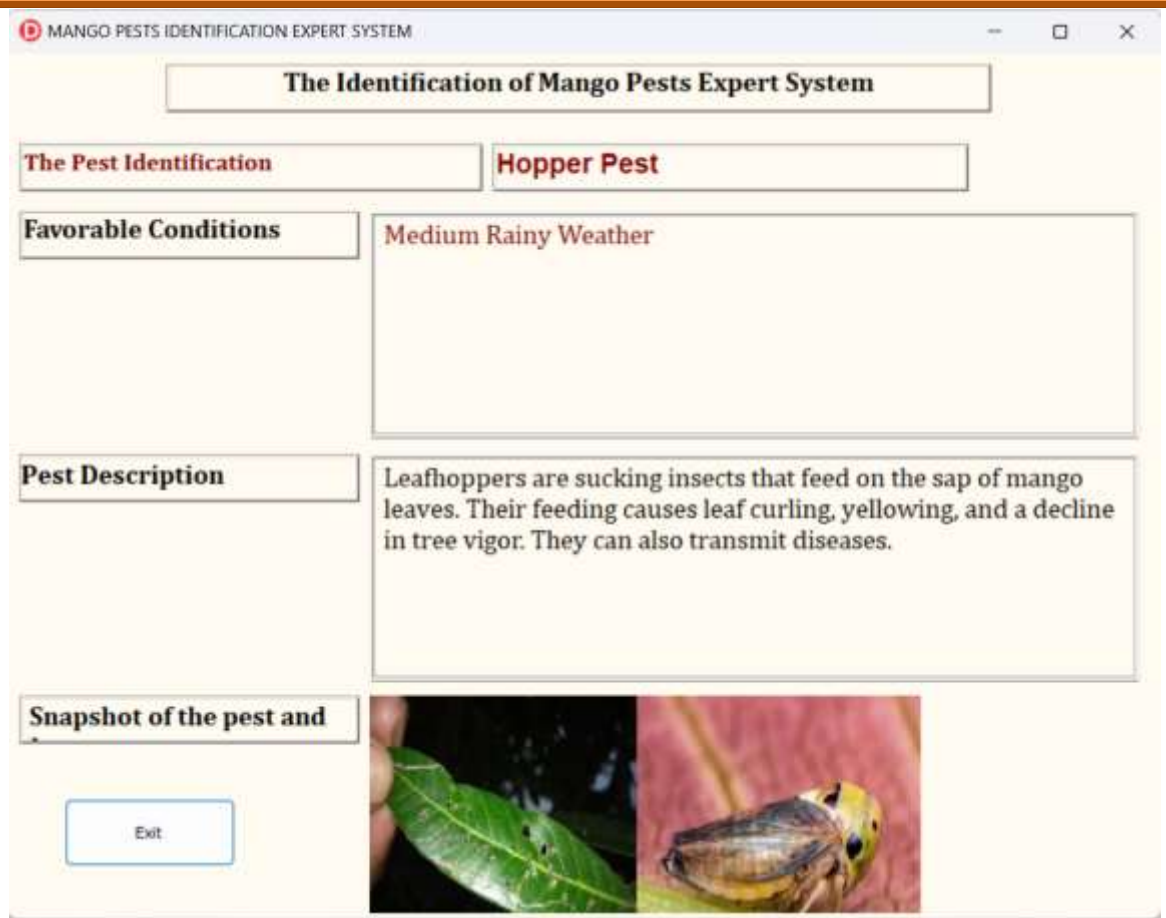 MANGO PESTS IDENTIFICATION EXPERT SYSTEM
The Identification of Mango Pests Expert System
The Pest Identification
Hopper Pest
Favorable Conditions
Medium Rainy Weather
Pest Description
Leafhoppers are sucking insects that feed on the sap of mango
leaves. Their feeding causes leaf curling, yellowing, and a decline
in tree vigor. They can also transmit diseases.
Snapshot of the pest and
Exit